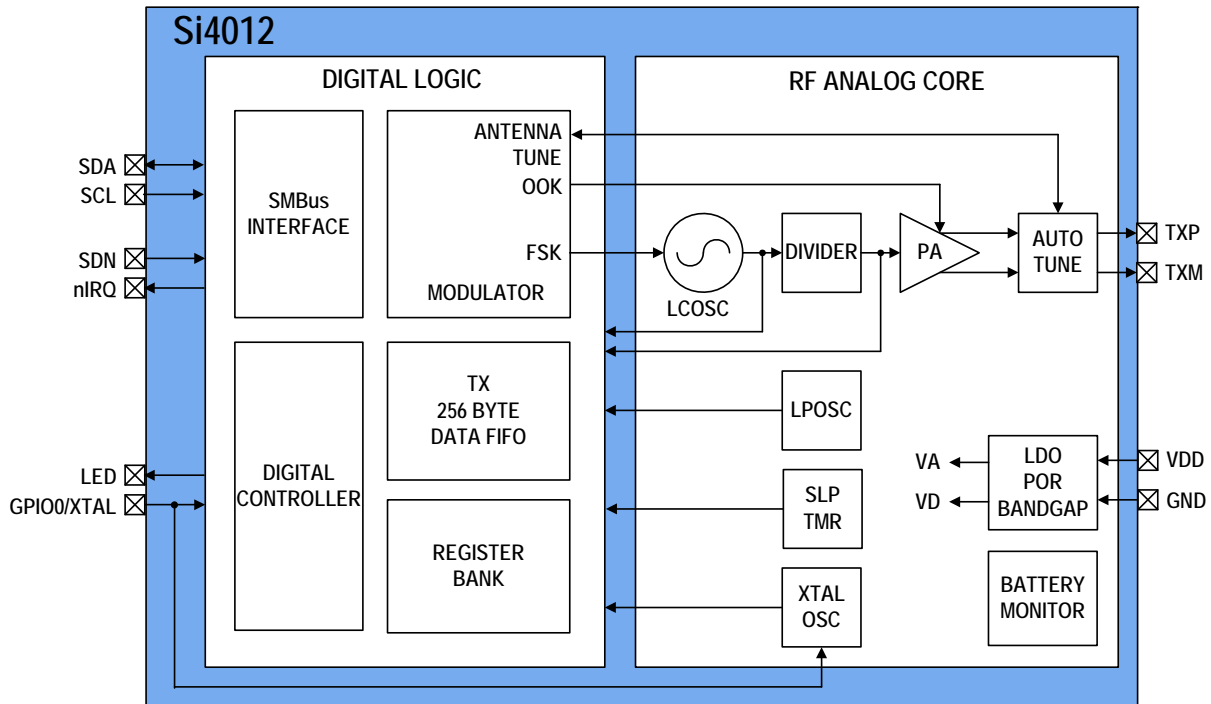 Si4012
DIGITAL LOGIC
RF ANALOG CORE
SDA
SCL
SDN
nIRQ
LED
GPIO0/XTAL
SMBus
INTERFACE
ANTENNA
TUNE
OOK
FSK
MODULATOR
DIGITAL
CONTROLLER
TX
256 BYTE
DATA FIFO
REGISTER
BANK
LCOSC
DIVIDER
PA
AUTO
TUNE
LPOSC
SLP
TMR
XTAL
OSC
VA
VD
LDO
POR
BANDGAP
BATTERY
MONITOR
TXP
TXM
VDD
GND